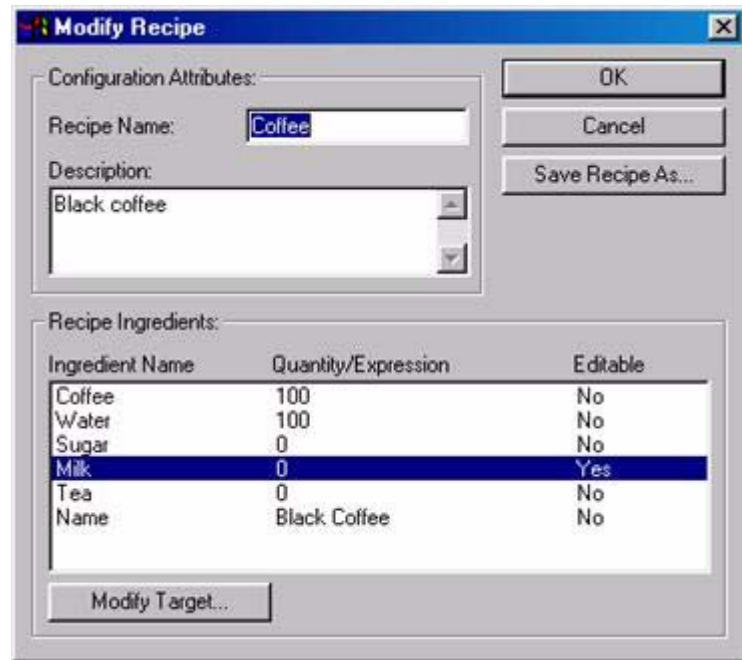 Modify Recipe
Configuration Attributes:
OK
Recipe Name: Coffee
Cancel
Description:
Save Recipe As...
Black coffee
Recipe Ingredients:
Ingredient Name Quantity/Expression Editable
Coffee 100 No
Water 100 No
Sugar 0 No
Milk 0 Yes
Tea 0 No
Name Black Coffee No
Modify Target...